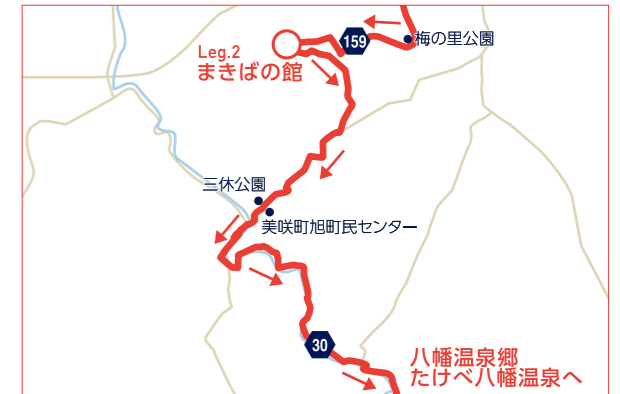 159
梅の里公園
Leg.2
まきばの館
三休公園
美咲町旭町民センター
30
八幡温泉郷
たけべ八幡温泉へ